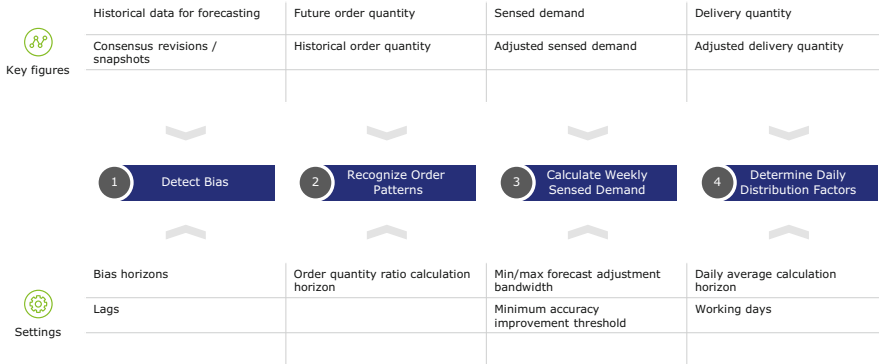 Historical data for forecasting
Future order quantity
Sensed demand
Delivery quantity
Consensus revisions /
snapshots
Historical order quantity
Adjusted sensed demand
Adjusted delivery quantity
Key figures
1
Detect Bias
2
Recognize Order
Patterns
3
Calculate Weekly
Sensed Demand
4
Determine Daily
Distribution Factors
Bias horizons
Order quantity ratio calculation
horizon
Min/max forecast adjustment
bandwidth
Daily average calculation
horizon
Lags
Minimum accuracy
improvement threshold
Working days
Settings